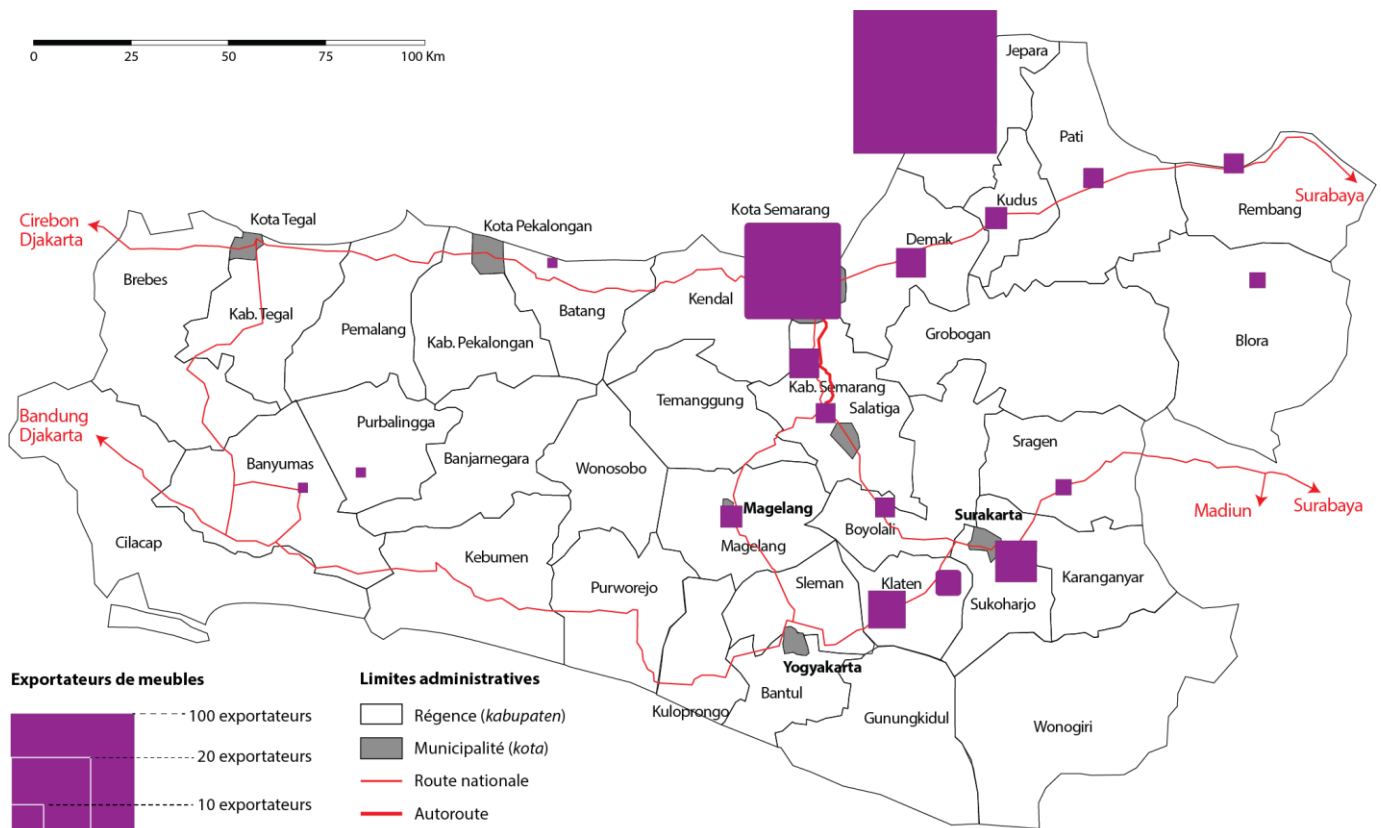 0
25
50
75
100 Km
Jepara
Pati
Kudus
Rembang
Surabaya
Kota Semarang
Demak
Kota Tegal
Kota Pekalongan
Cirebon
Djakarta
Brebes
Kab. Tegal
Pemalang
Kab. Pekalongan
Batang
Kendal
Grobogan
Blora
Kab. Semarang
Salatiga
Temanggung
Bandung
Djakarta
Purbalingga
Banyumas
Banjarnegara
Wonosobo
Sragen
Madiun
Surabaya
Magelang
Magelang
Boyolali
Surakarta
Cilacap
Kebumen
Purworejo
Sleman
Klaten
Sukoharjo
Karanganyar
Yogyakarta
Bantul
Kuloprongo
Gunungkidul
Wonogiri
Exportateurs de meubles
100 exportateurs
20 exportateurs
10 exportateurs
Limites administratives
Régence (kabupaten)
Municipalité (kota)
Route nationale
Autoroute